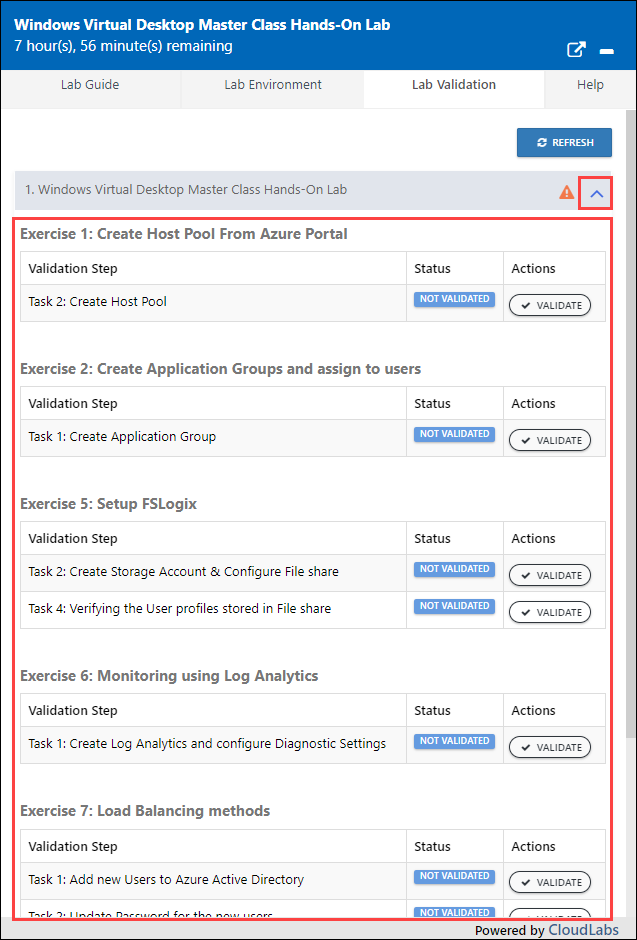 Windows Virtual Desktop Master Class Hands-On Lab
7 hour(s), 56 minute(s) remaining
Lab Guide Lab Environment Lab Validation Help
REFRESH
1. Windows Virtual Desktop Master Class Hands-On Lab
Exercise 1: Create Host Pool From Azure Portal
Validation Step Status Actions
Task 2: Create Host Pool NOT VALIDATED VALIDATE
Exercise 2: Create Application Groups and assign to users
Validation Step Status Actions
Task 1: Create Application Group NOT VALIDATED VALIDATE
Exercise 5: Setup FSLogix
Validation Step Status Actions
Task 2: Create Storage Account & Configure File share NOT VALIDATED VALIDATE
Task 4: Verifying the User profiles stored in File share NOT VALIDATED VALIDATE
Exercise 6: Monitoring using Log Analytics
Validation Step Status Actions
Task 1: Create Log Analytics and configure Diagnostic Settings NOT VALIDATED VALIDATE
Exercise 7: Load Balancing methods
Validation Step Status Actions
Task 1: Add new Users to Azure Active Directory NOT VALIDATED VALIDATE
Task 2: Update Password for the new users NOT VALIDATED
Powered by CloudLabs